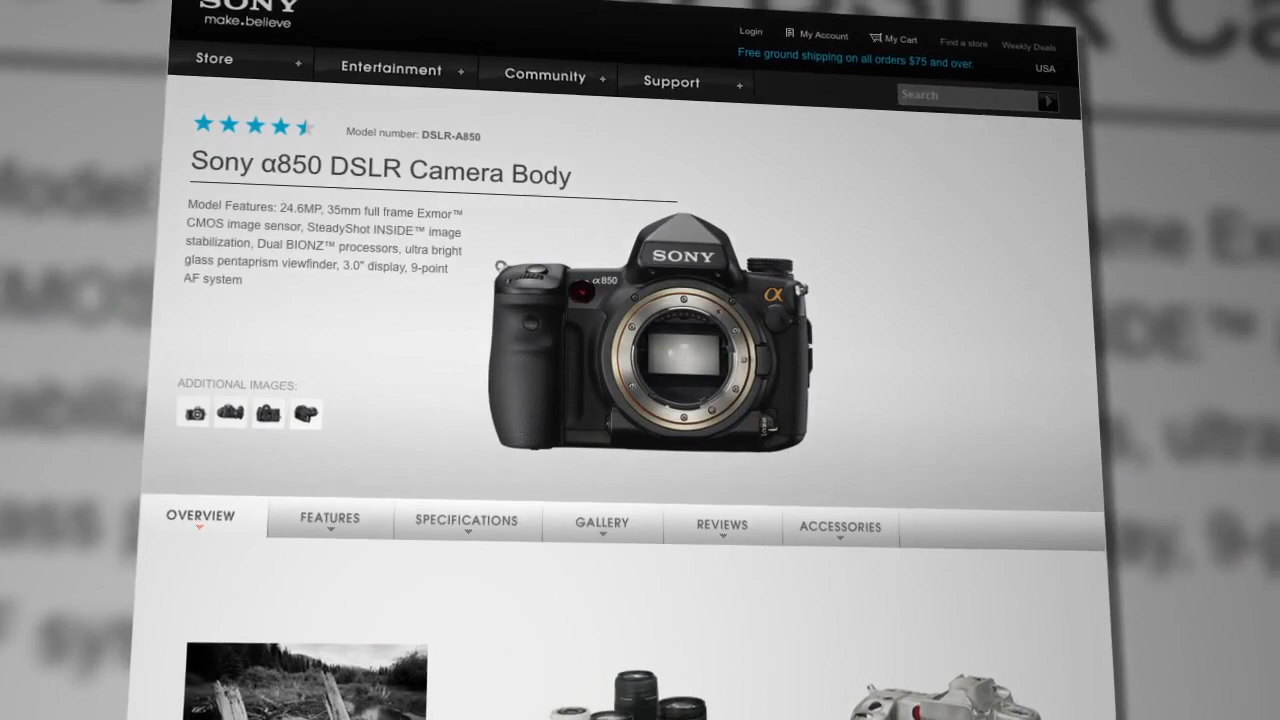 SONY
make.believe
Login My Account My Cart Find a store Weekly Deals
Free ground shipping on all orders $75 and over.
USA
Store + Entertainment + Community + Support +
Search
Model number: DSLR-A850
Sony α850 DSLR Camera Body
Model Features: 24.6MP, 35mm full frame Exmor™
CMOS image sensor, SteadyShot INSIDE™ image
stabilization, Dual BIONZ™ processors, ultra bright
glass pentaprism viewfinder, 3.0" display, 9-point
AF system
SONY
α850
α
ADDITIONAL IMAGES:
OVERVIEW FEATURES SPECIFICATIONS GALLERY REVIEWS ACCESSORIES